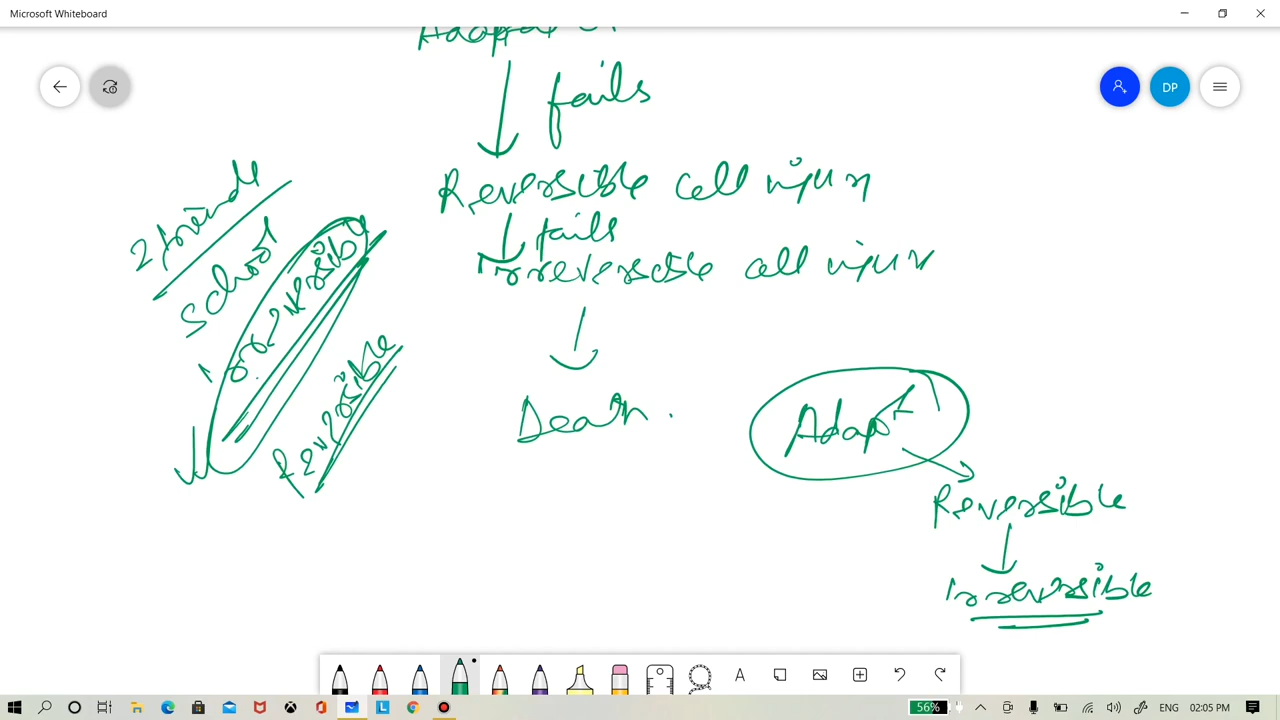 Microsoft Whiteboard
fails
Reversible cell injury
fails
irreversible cell injury
Death.
2 friends
School
irreversible
Reversible
Adapt
Reversible
irreversible
DP
A
56%
ENG
02:05 PM